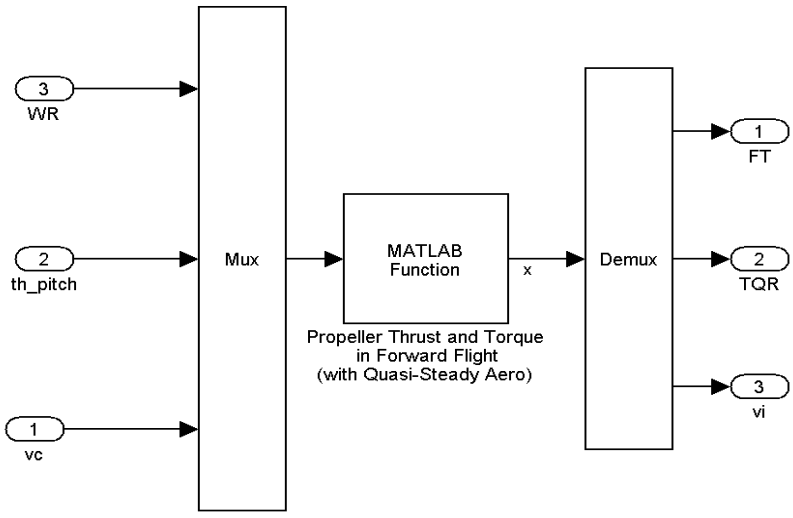 3
WR
2
th_pitch
1
vc
Mux
MATLAB
Function
Propeller Thrust and Torque
in Forward Flight
(with Quasi-Steady Aero)
x
Demux
1
FT
2
TQR
3
vi